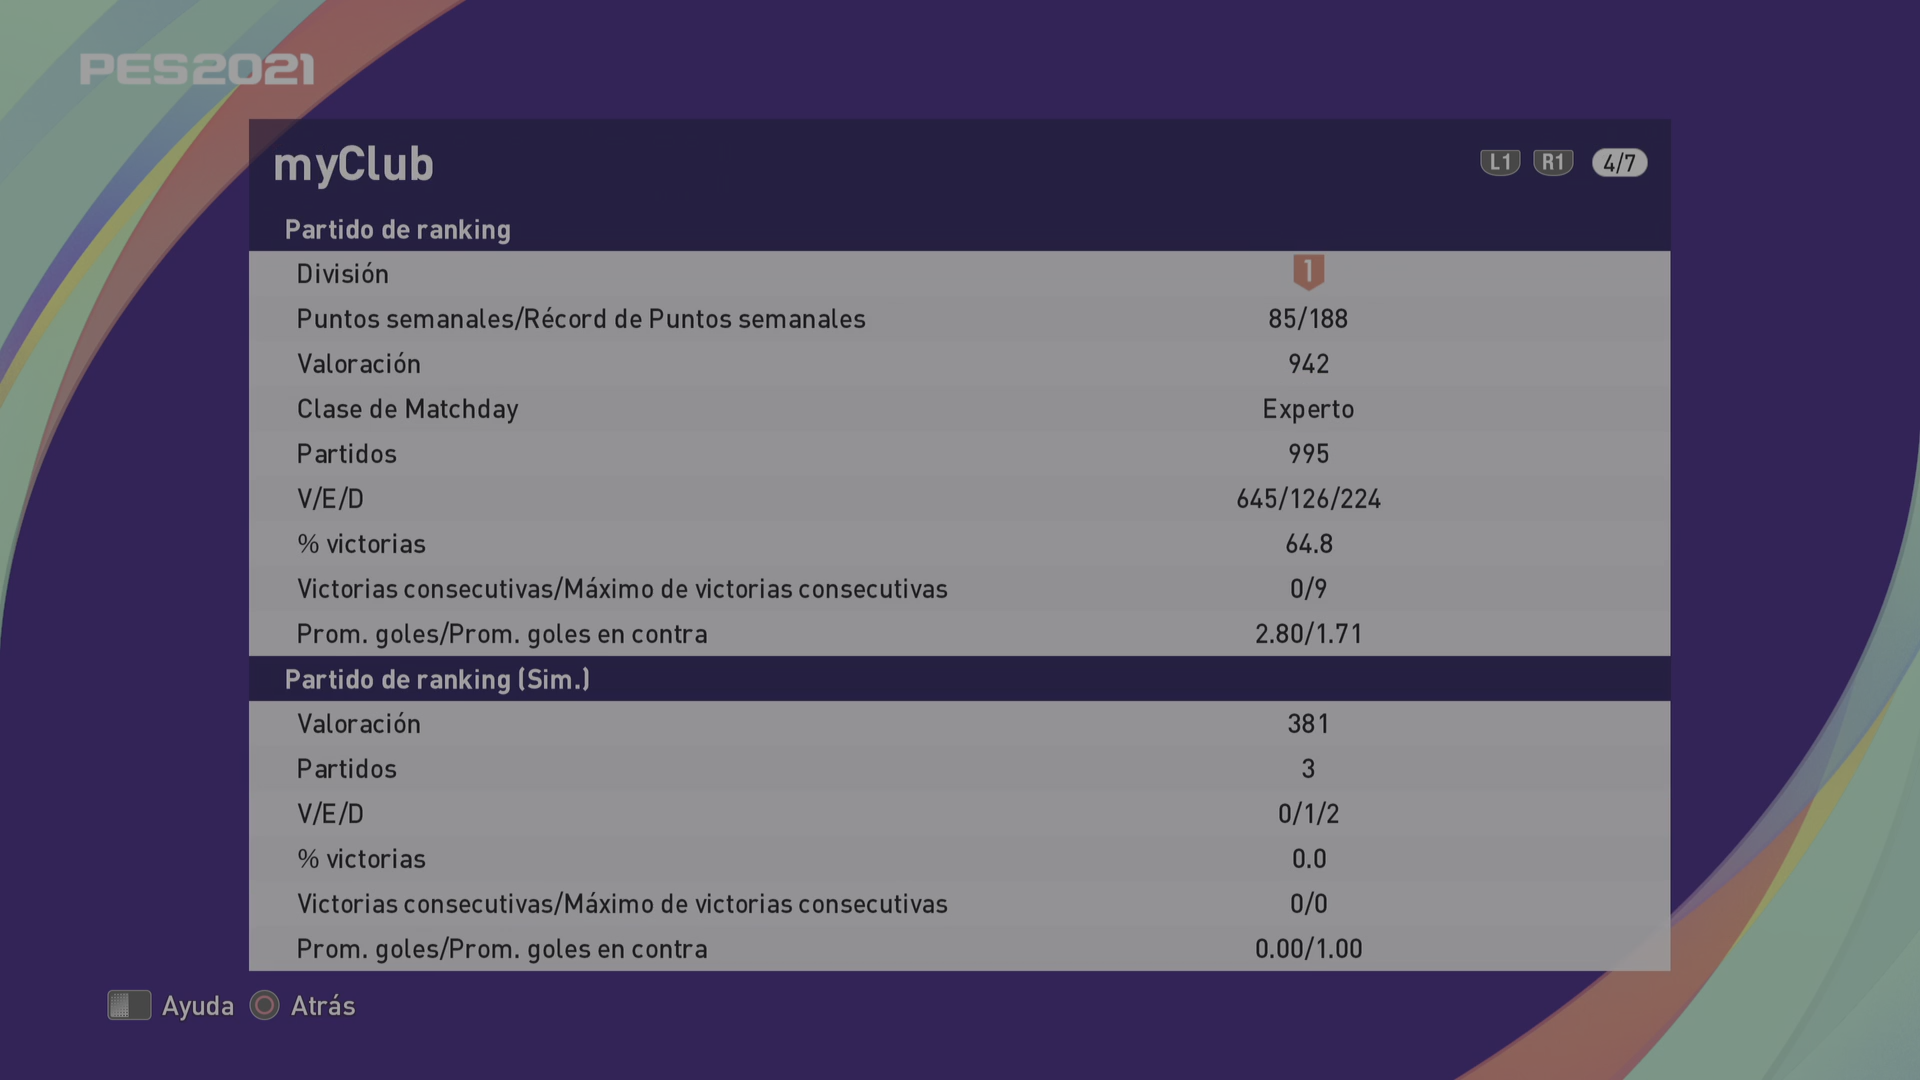 PES2021
myClub L1 R1 4/7
Partido de ranking
División 1
Puntos semanales/Récord de Puntos semanales 85/188
Valoración 942
Clase de Matchday Experto
Partidos 995
V/E/D 645/126/224
% victorias 64.8
Victorias consecutivas/Máximo de victorias consecutivas 0/9
Prom. goles/Prom. goles en contra 2.80/1.71
Partido de ranking (Sim.)
Valoración 381
Partidos 3
V/E/D 0/1/2
% victorias 0.0
Victorias consecutivas/Máximo de victorias consecutivas 0/0
Prom. goles/Prom. goles en contra 0.00/1.00
Ayuda Atrás